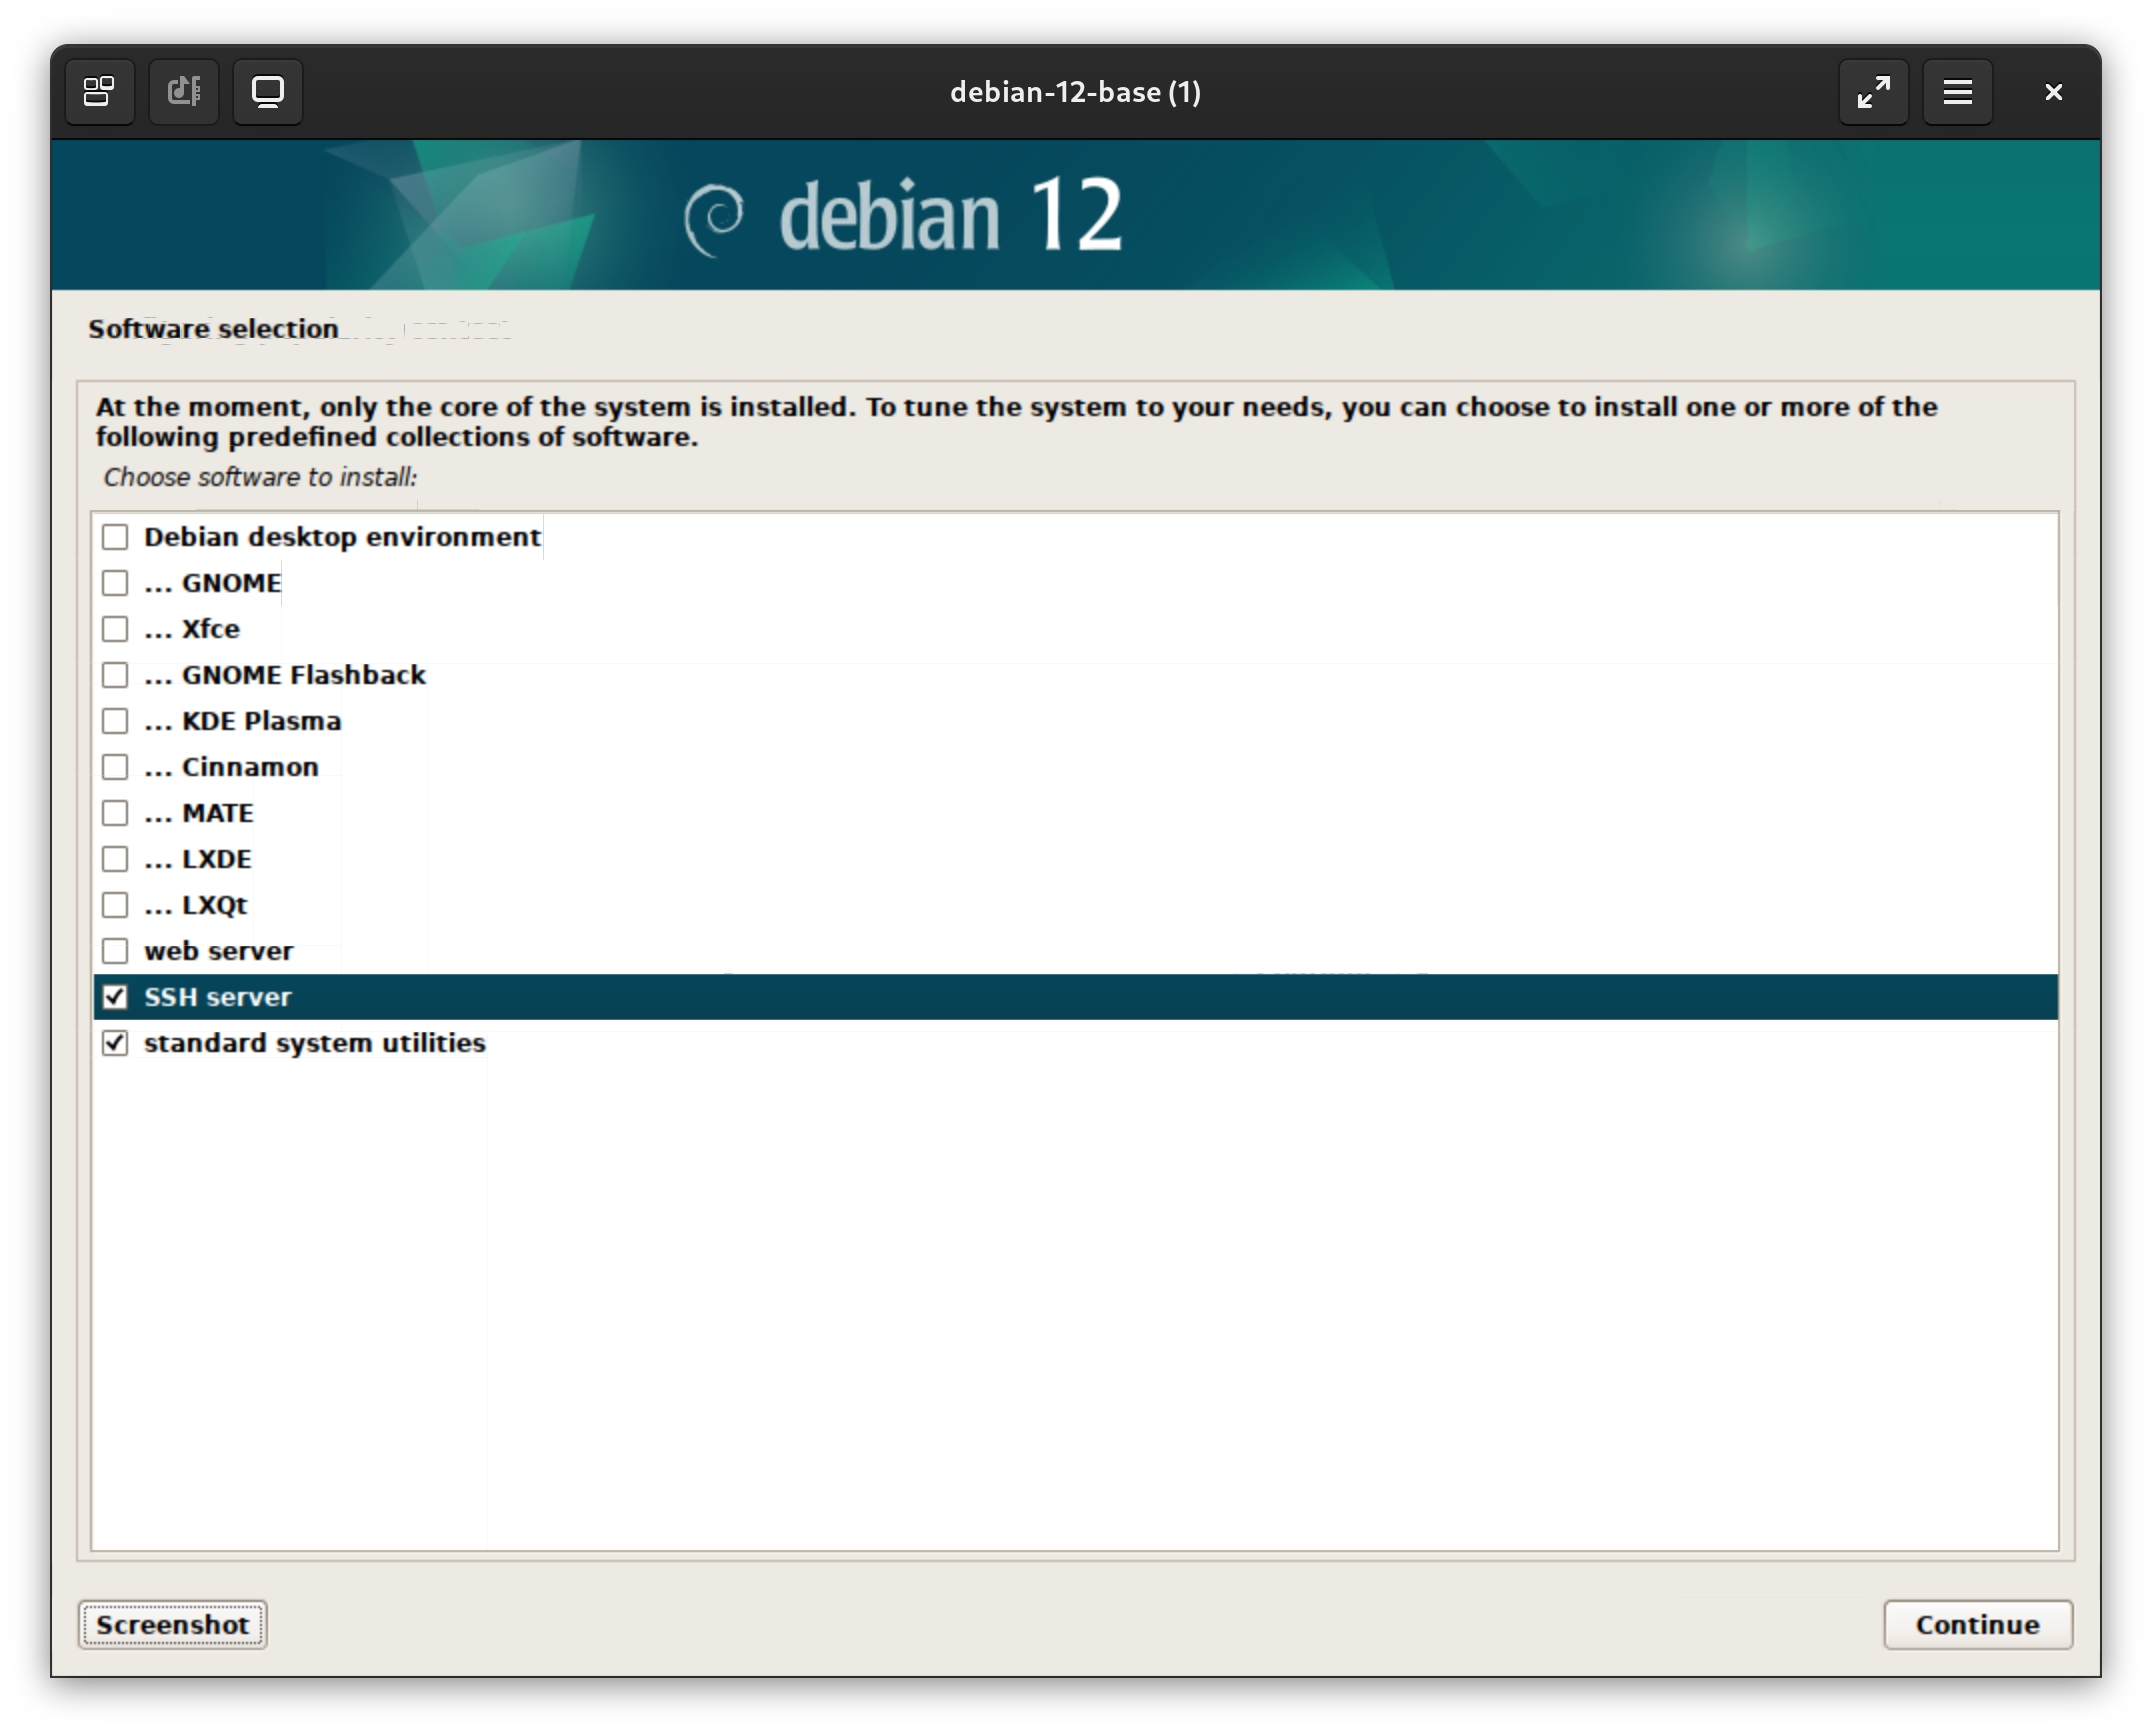 debian-12-base (1)
debian 12
Software selection
At the moment, only the core of the system is installed. To tune the system to your needs, you can choose to install one or more of the
following predefined collections of software.
Choose software to install:
Debian desktop environment
... GNOME
... Xfce
... GNOME Flashback
... KDE Plasma
... Cinnamon
... MATE
... LXDE
... LXQt
web server
SSH server
standard system utilities
Screenshot
Continue